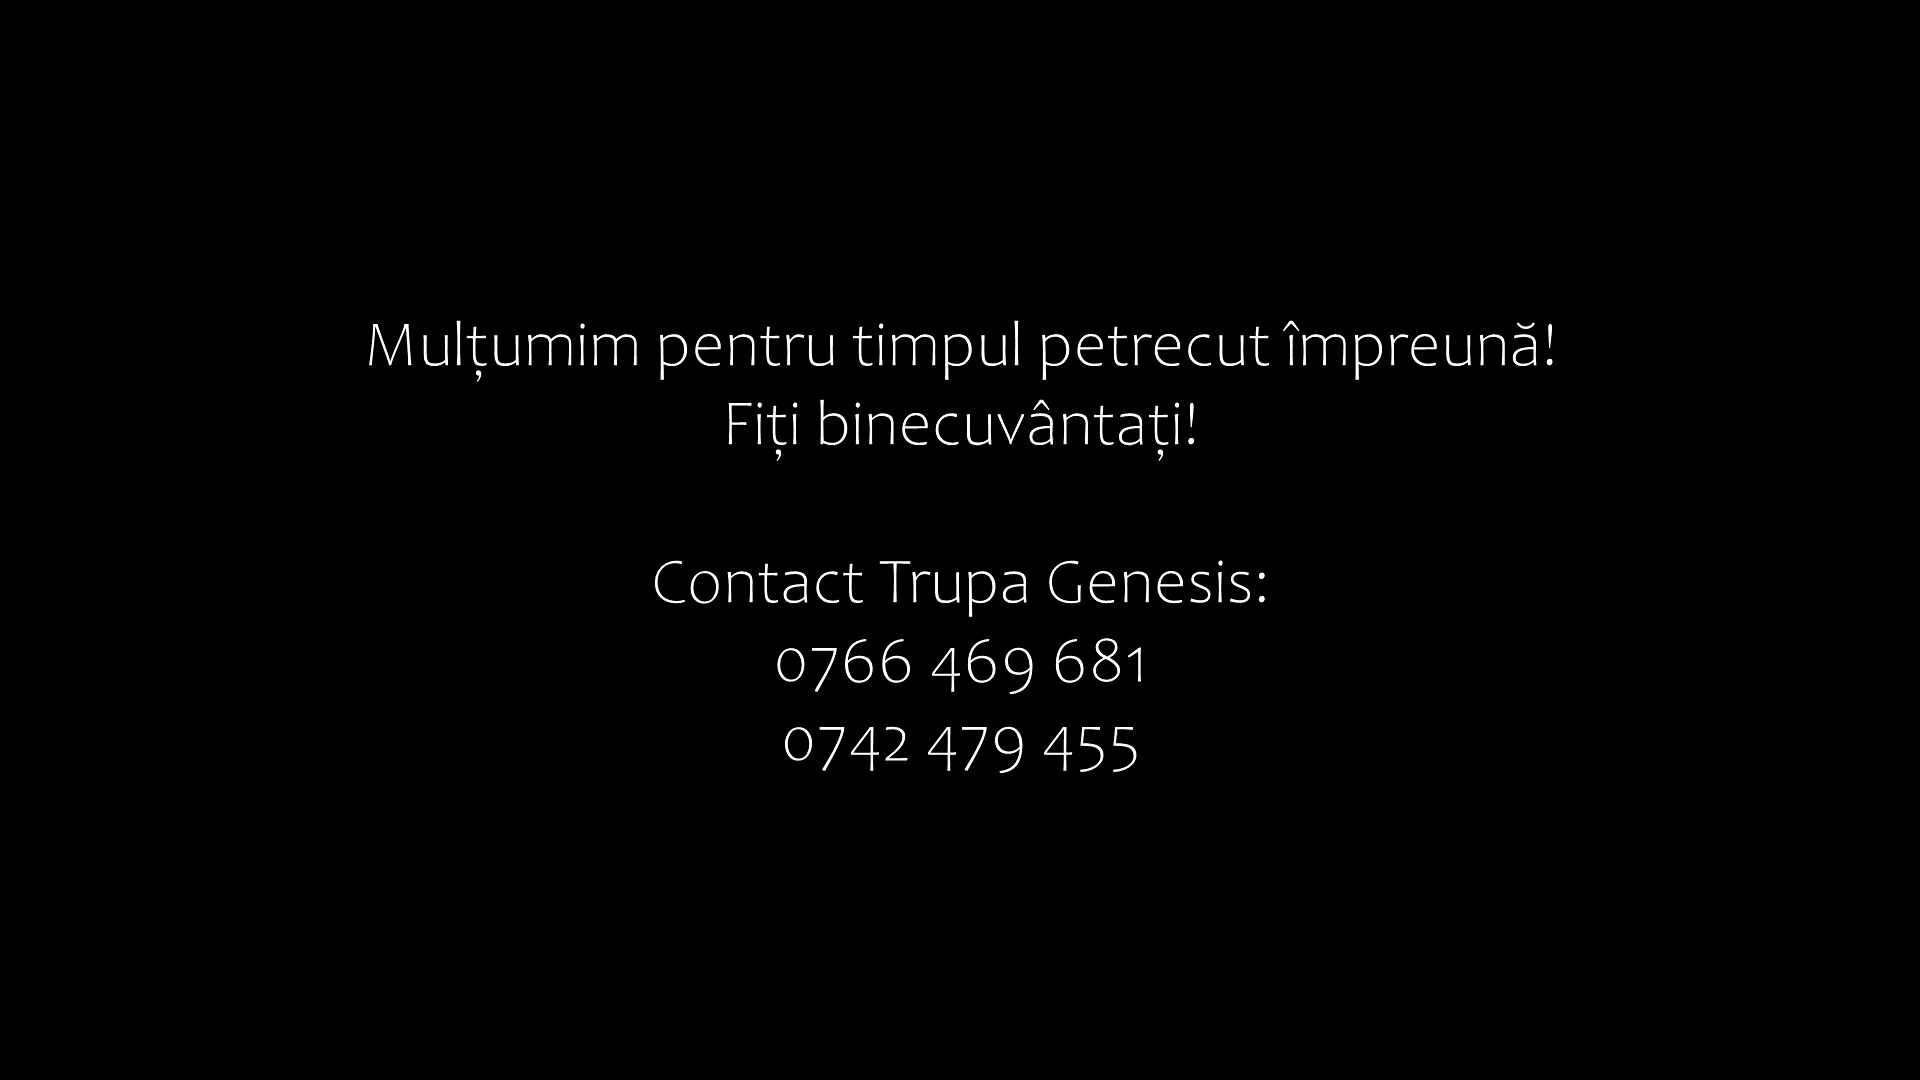 Mulțumim pentru timpul petrecut împreună!
Fiți binecuvântați!
Contact Trupa Genesis:
0766 469 681
0742 479 455